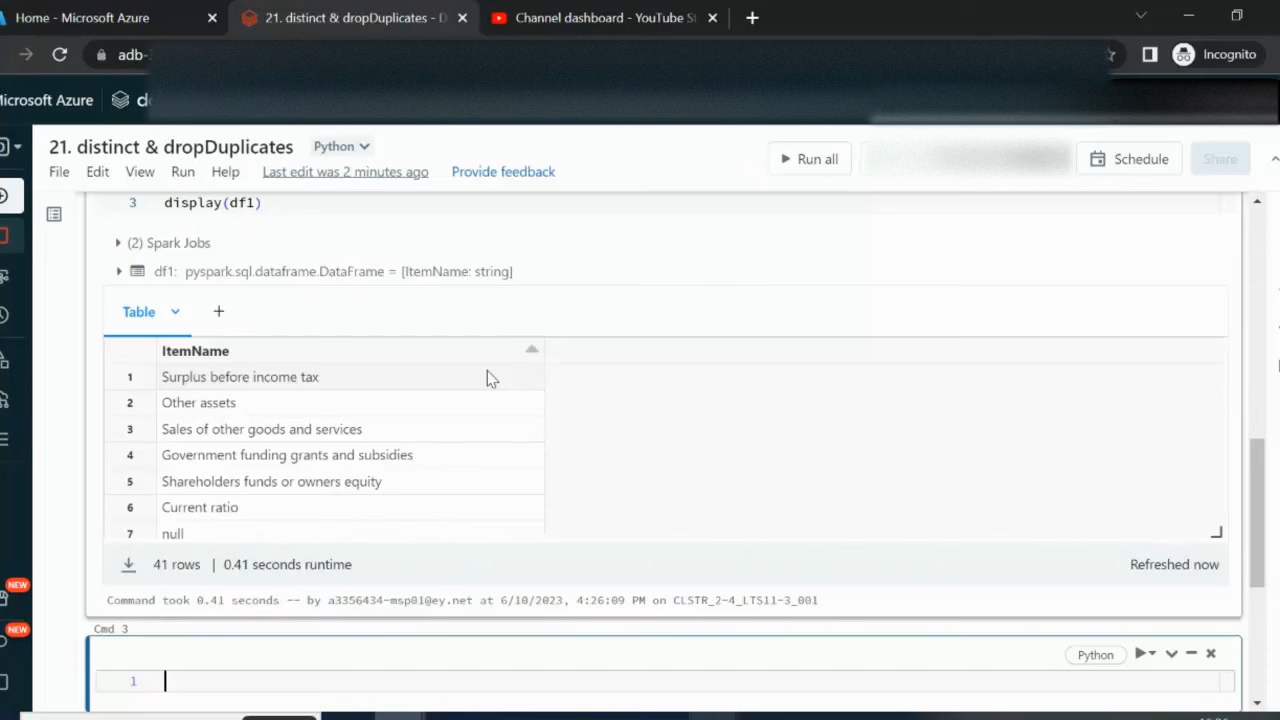 Home - Microsoft Azure
21. distinct & dropDuplicates - D
Channel dashboard - YouTube St
adb-
Incognito
Microsoft Azure
21. distinct & dropDuplicates Python
Run all
Schedule
Share
File Edit View Run Help Last edit was 2 minutes ago Provide feedback
3 display(df1)
(2) Spark Jobs
df1: pyspark.sql.dataframe.DataFrame = [ItemName: string]
Table +
ItemName
1 Surplus before income tax
2 Other assets
3 Sales of other goods and services
4 Government funding grants and subsidies
5 Shareholders funds or owners equity
6 Current ratio
7 null
41 rows | 0.41 seconds runtime
Refreshed now
NEW
Command took 0.41 seconds -- by a3356434-msp01@ey.net at 6/10/2023, 4:26:09 PM on CLSTR_2-4_LTS11-3_001
Cmd 3
NEW
Python
1